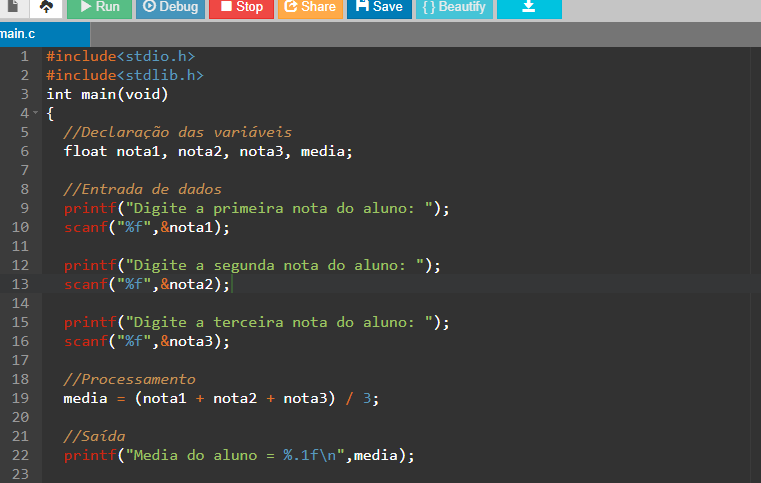 Run Debug Stop Share Save { } Beautify
main.c
1 #include<stdio.h>
2 #include<stdlib.h>
3 int main(void)
4 {
5 //Declaração das variáveis
6 float nota1, nota2, nota3, media;
7
8 //Entrada de dados
9 printf("Digite a primeira nota do aluno: ");
10 scanf("%f",&nota1);
11
12 printf("Digite a segunda nota do aluno: ");
13 scanf("%f",&nota2);
14
15 printf("Digite a terceira nota do aluno: ");
16 scanf("%f",&nota3);
17
18 //Processamento
19 media = (nota1 + nota2 + nota3) / 3;
20
21 //Saída
22 printf("Media do aluno = %.1f\n",media);
23